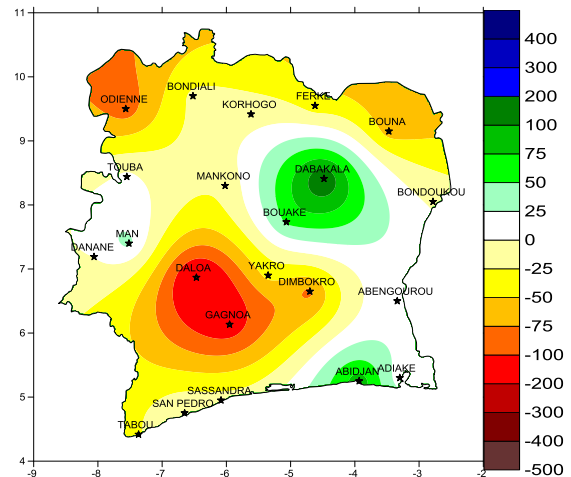 11
400
BONDIALI
300
10
ODIENNE
KORHOGO
FERKE
200
BOUNA
100
9
TOUBA
MANKONO
DABAKALA
75
50
BONDOUKOU
8
BOUAKE
25
MAN
0
DANANE
7
DALOA
YAKRO
DIMBOKRO
ABENGOUROU
-25
GAGNOA
-50
6
-75
ABIDJAN
ADIAKE
-100
5
SASSANDRA
SAN PEDRO
-200
TABOU
-300
-400
4
-500
-9
-8
-7
-6
-5
-4
-3
-2